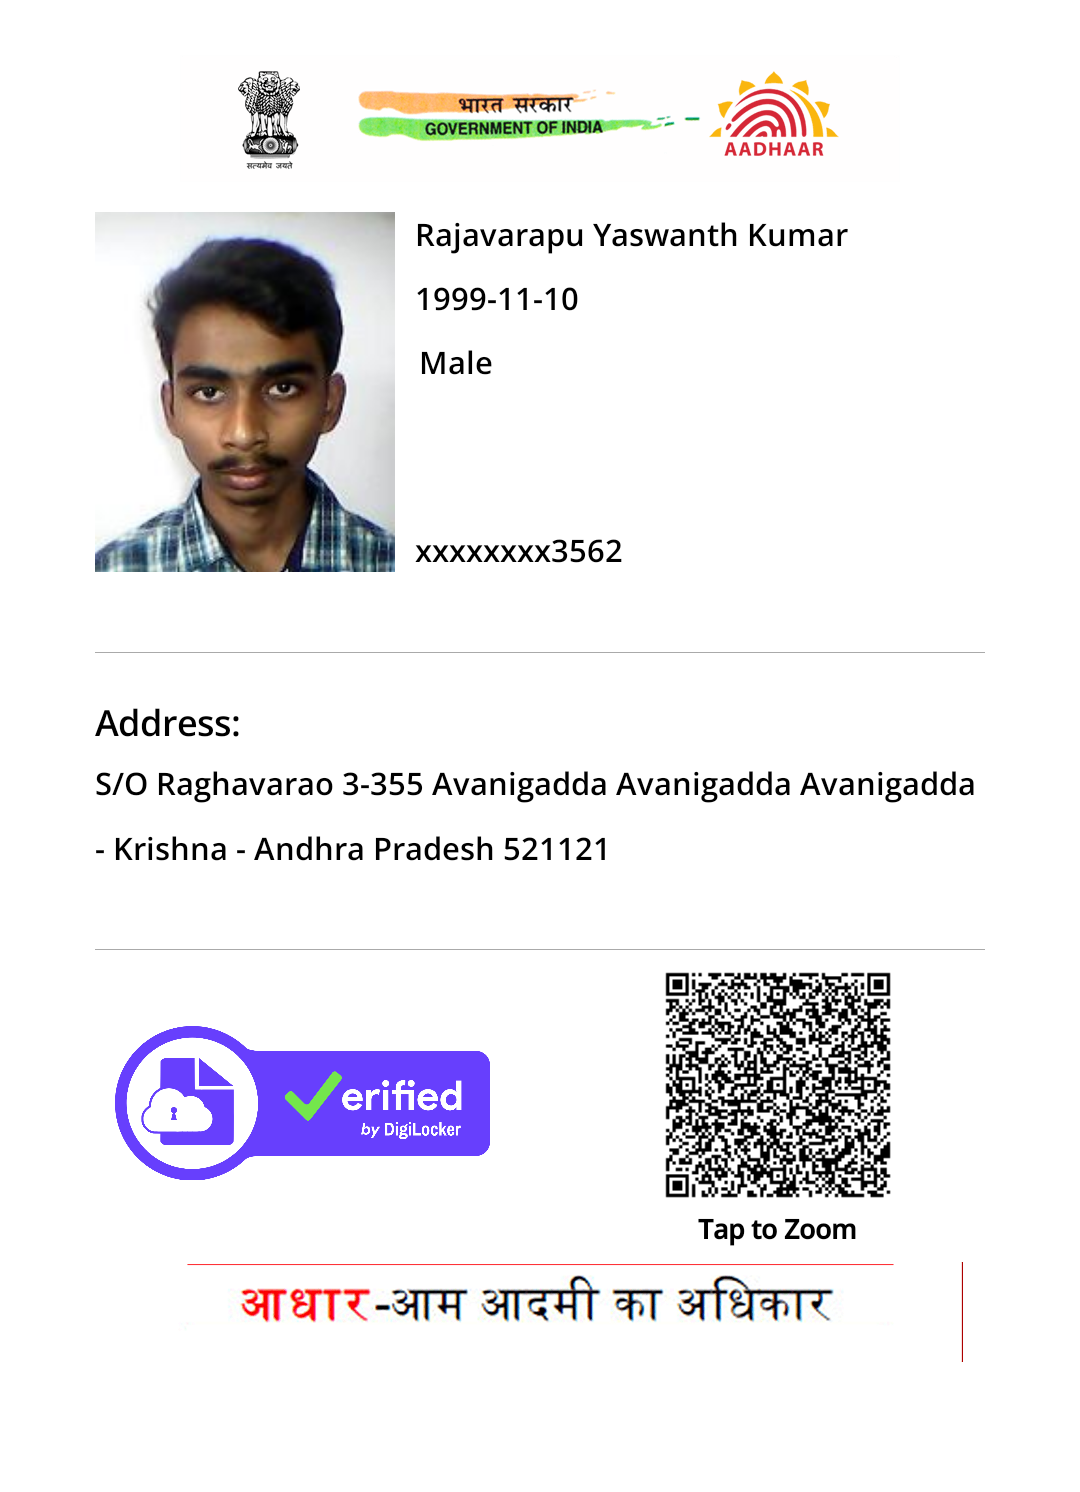 सत्यमेव जयते
भारत सरकार
GOVERNMENT OF INDIA
AADHAAR
Rajavarapu Yaswanth Kumar
1999-11-10
Male
xxxxxxxx3562
Address:
S/O Raghavarao 3-355 Avanigadda Avanigadda Avanigadda
- Krishna - Andhra Pradesh 521121
erified
by DigiLocker
Tap to Zoom
आधार-आम आदमी का अधिकार